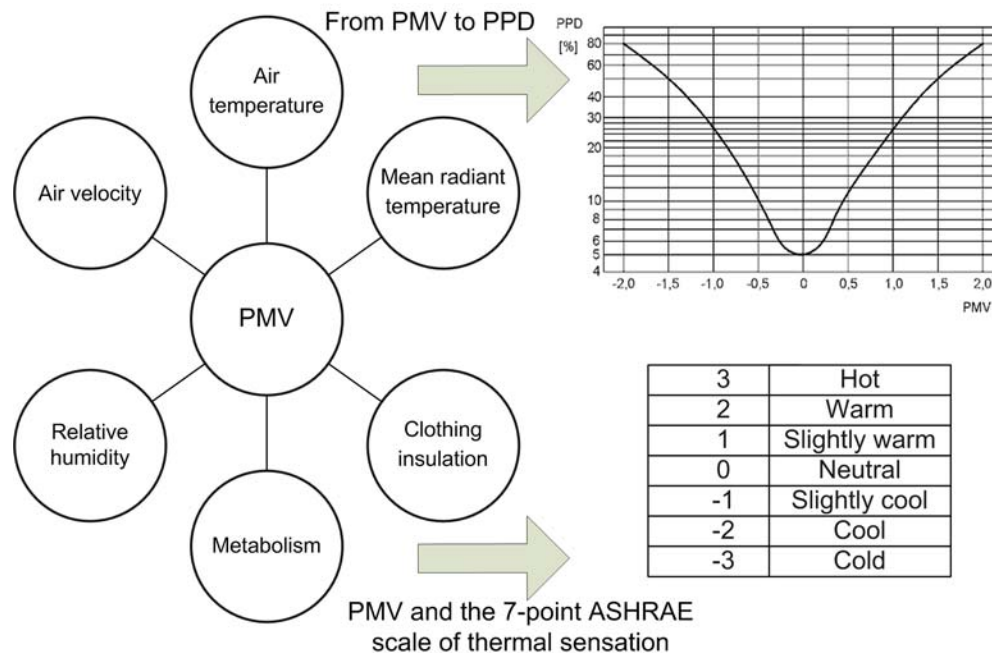 From PMV to PPD
Air
temperature
Air velocity
Mean radiant
temperature
PMV
Relative
humidity
Clothing
insulation
Metabolism
PPD
[%]
80
60
40
30
20
10
8
6
5
4
-2,0 -1,5 -1,0 -0,5 0 0,5 1,0 1,5 2,0
PMV
3 Hot
2 Warm
1 Slightly warm
0 Neutral
-1 Slightly cool
-2 Cool
-3 Cold
PMV and the 7-point ASHRAE
scale of thermal sensation